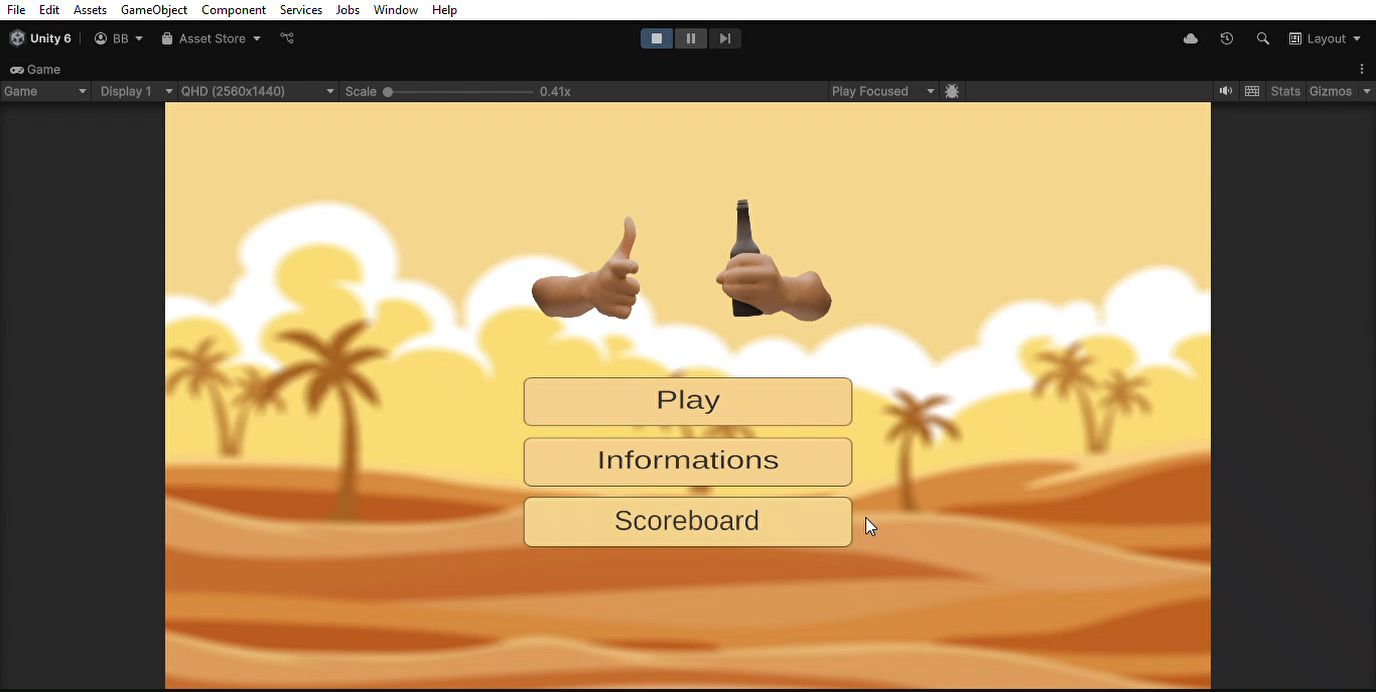 File Edit Assets GameObject Component Services Jobs Window Help
Unity 6 BB Asset Store Layout
Game
Game Display 1 QHD (2560x1440) Scale 0.41x Play Focused Stats Gizmos
Play
Informations
Scoreboard